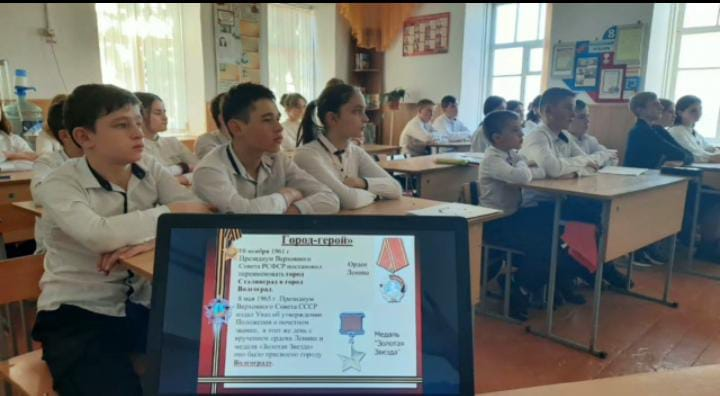 Город-герой»
10 ноября 1961 г
Президиум Верховного
Совета РСФСР постановил
переименовать город
Сталинград в город
Волгоград.
8 мая 1965 г. Президиум
Верховного Совета СССР
издал Указ об утверждении
Положения о почетном
звании, в этот же день с
вручением ордена Ленина и
медали «Золотая Звезда»
оно было присвоено городу
Волгограду.
Орден
Ленина
Медаль
"Золотая
Звезда"
8